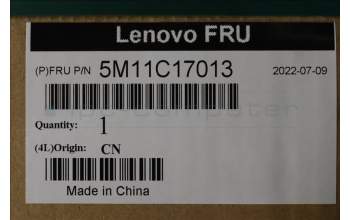 Lenovo FRU
(P)FRU P/N 5M11C17013 2022-07-09
Quantity: 1
(4L)Origin: CN
Made in China